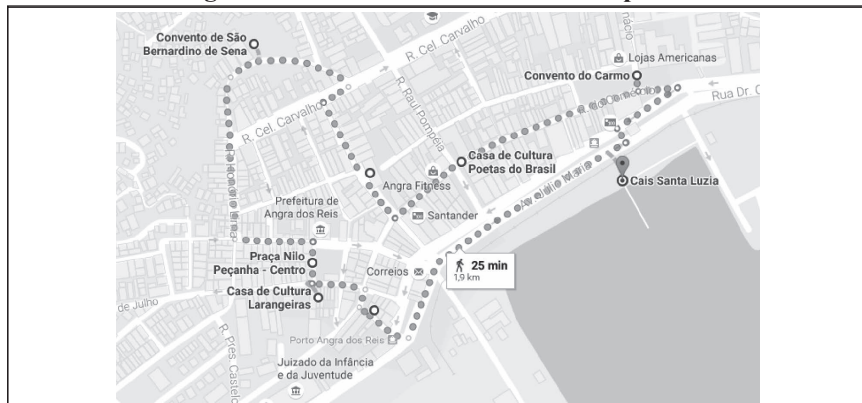 Convento de São
Bernardino de Sena
R. Cel. Carvalho
Lojas Americanas
Convento do Carmo
R. Raul Pompéia
Rua Dr. C
R. Cel. Carvalho
Casa de Cultura
Poetas do Brasil
Angra Fitness
Cais Santa Luzia
Prefeitura de
Angra dos Reis
Santander
Praça Nilo
Peçanha - Centro
Correios
25 min
1,9 km
Casa de Cultura
Larangeiras
de Julho
Porto Angra dos Reis
R. Pres. Castelo
Juizado da Infância
e da Juventude